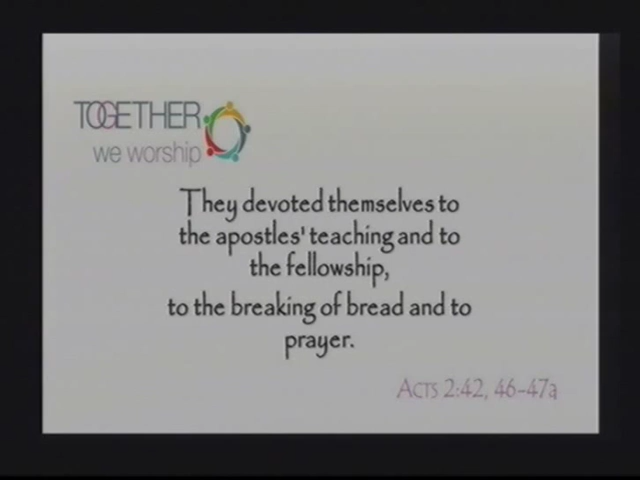 TOGETHER
we worship
They devoted themselves to
the apostles' teaching and to
the fellowship,
to the breaking of bread and to
prayer.
Acts 2:42, 46-47a